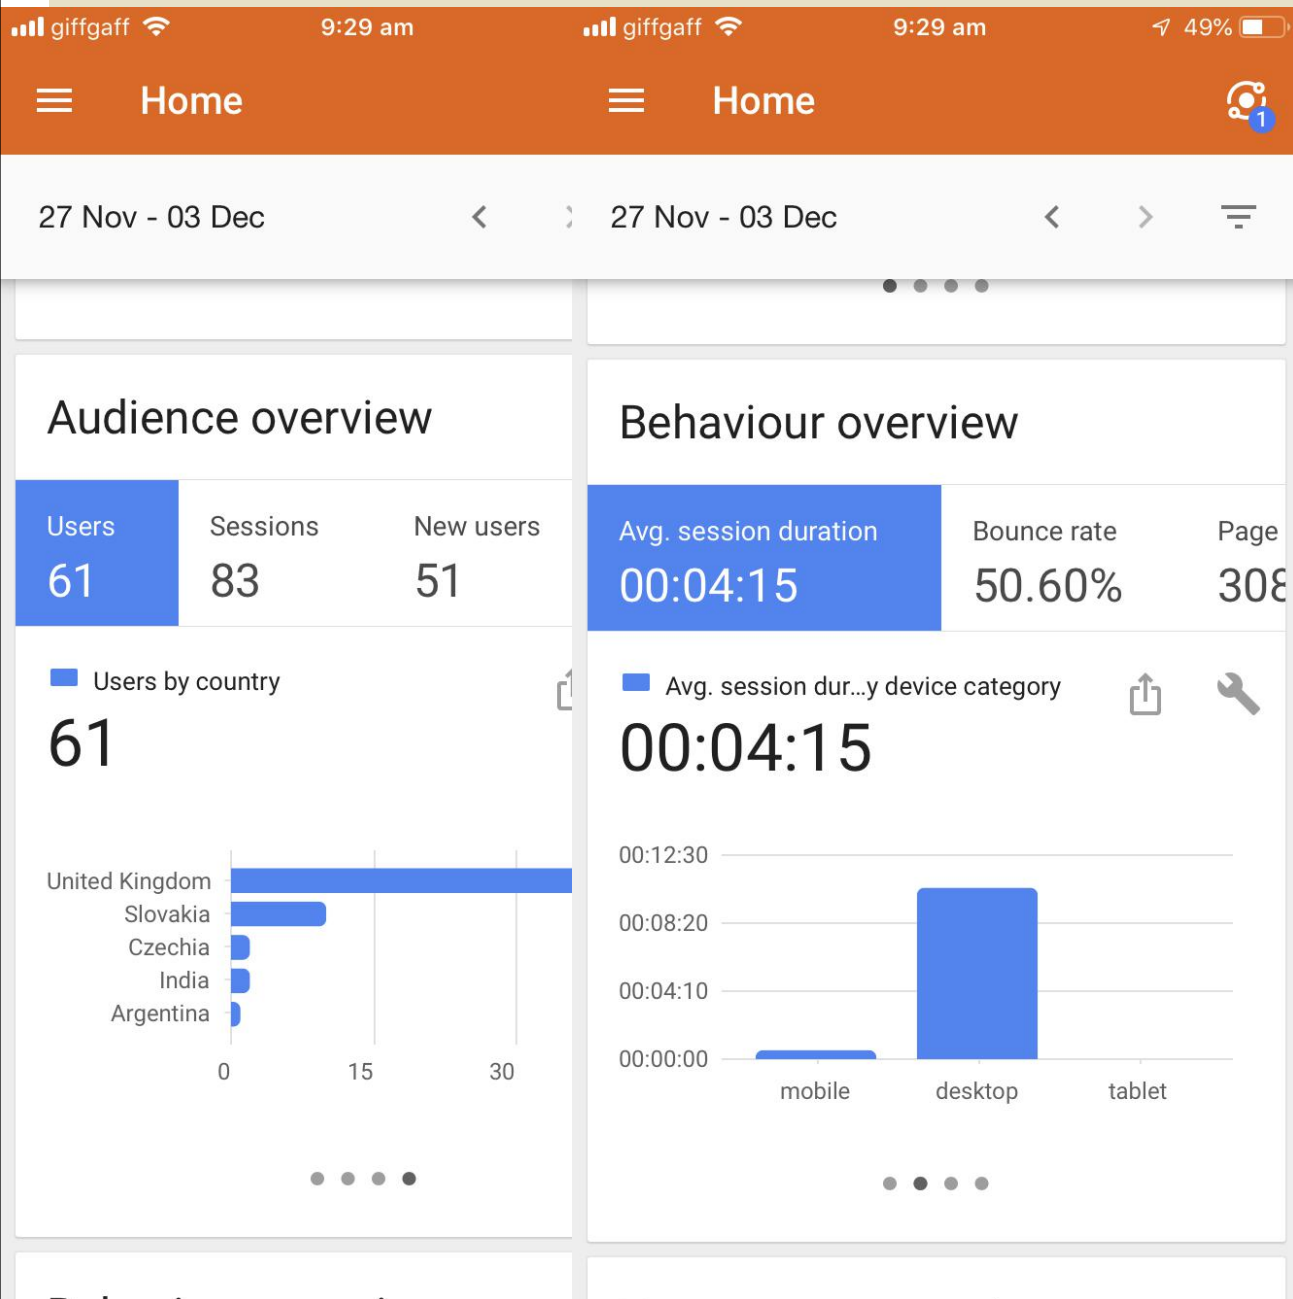 giffgaff 9:29 am
Home
27 Nov - 03 Dec
Audience overview
Users Sessions New users
61 83 51
Users by country
61
United Kingdom
Slovakia
Czechia
India
Argentina
0 15 30
giffgaff 9:29 am 49%
Home
1
27 Nov - 03 Dec
Behaviour overview
Avg. session duration Bounce rate Page
00:04:15 50.60% 308
Avg. session dur...y device category
00:04:15
00:12:30
00:08:20
00:04:10
00:00:00
mobile desktop tablet